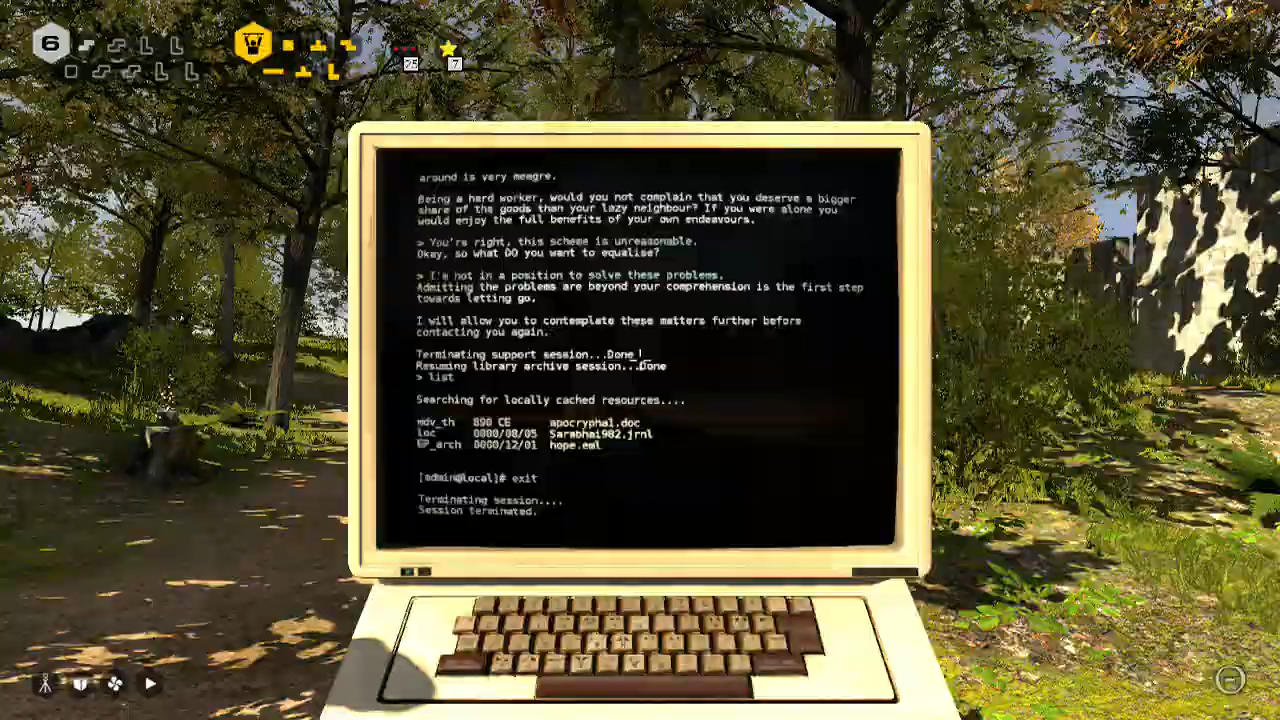 6
25
7
around is very meagre.
Being a hard worker, would you not complain that you deserve a bigger
share of the goods than your lazy neighbour? If you were alone you
would enjoy the full benefits of your own endeavours.
> You're right, this scheme is unreasonable.
Okay, so what DO you want to equalise?
> I'm not in a position to solve these problems.
Admitting the problems are beyond your comprehension is the first step
towards letting go.
I will allow you to contemplate these matters further before
contacting you again.
Terminating support session...Done
Resuming library archive session...Done
> list
Searching for locally cached resources....
mdv_th 890 CE apocryphal.doc
loc 0000/08/05 Sarabhai982.jrnl
EP_arch 0000/12/01 hope.eml
[admin@local]# exit
Terminating session....
Session terminated.